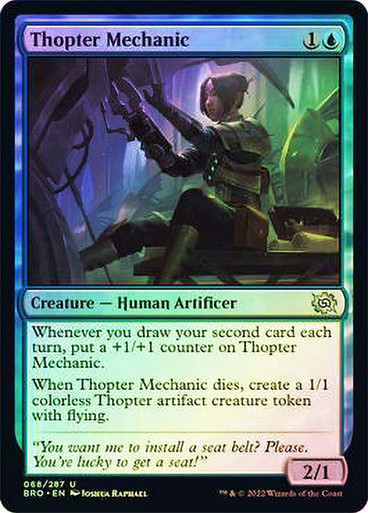 Thopter Mechanic 1
Creature — Human Artificer
Whenever you draw your second card each
turn, put a +1/+1 counter on Thopter
Mechanic.
When Thopter Mechanic dies, create a 1/1
colorless Thopter artifact creature token
with flying.
"You want me to install a seat belt? Please.
You're lucky to get a seat!"
2/1
068/287 U
BRO • EN Joshua Raphael
™ & © 2022 Wizards of the Coast